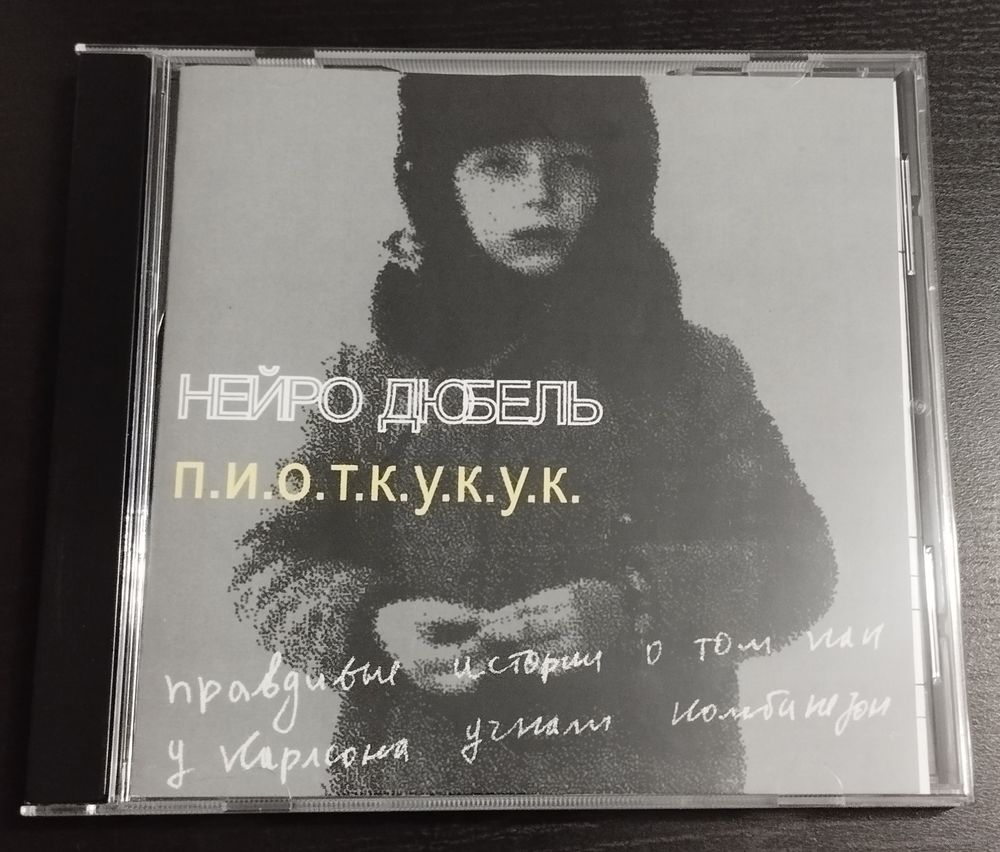 НЕЙРО ДЮБЕЛЬ
П.И.О.Т.К.У.К.У.К.
правдивые истории о том как
у Карлсона угнали комбинезон